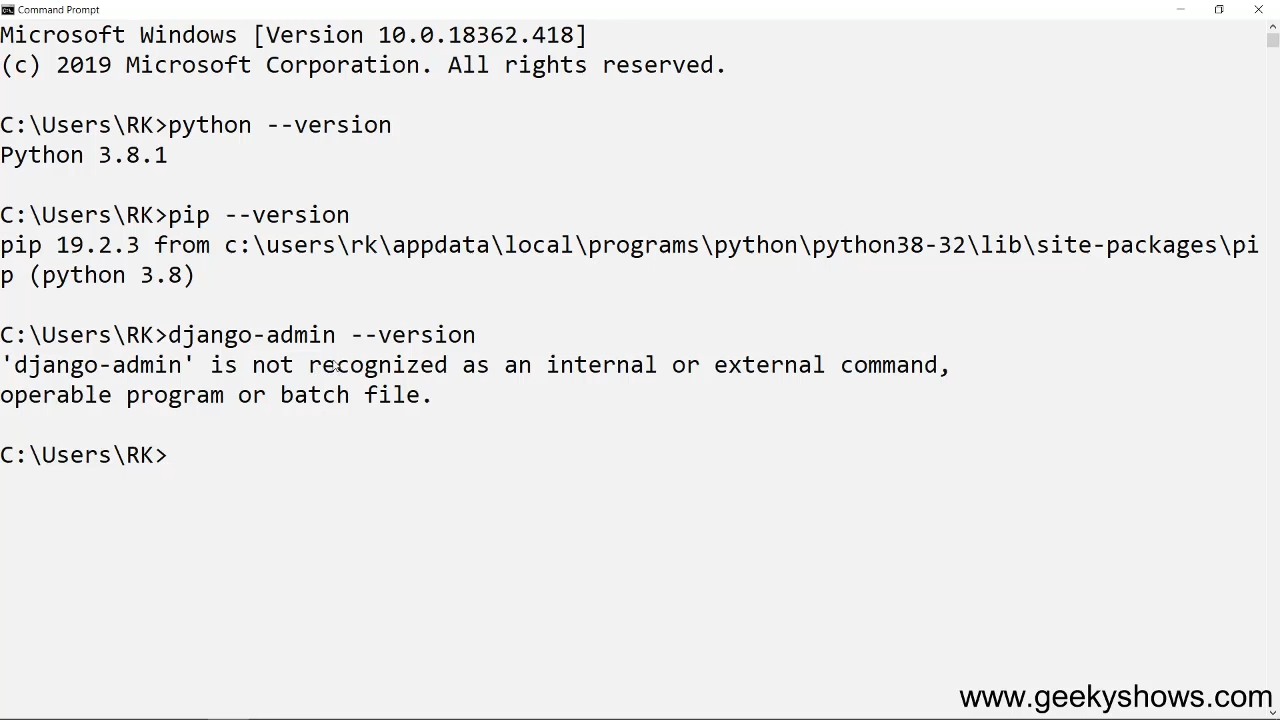 Command Prompt
Microsoft Windows [Version 10.0.18362.418]
(c) 2019 Microsoft Corporation. All rights reserved.
C:\Users\RK>python --version
Python 3.8.1
C:\Users\RK>pip --version
pip 19.2.3 from c:\users\rk\appdata\local\programs\python\python38-32\lib\site-packages\pi
p (python 3.8)
C:\Users\RK>django-admin --version
'django-admin' is not recognized as an internal or external command,
operable program or batch file.
C:\Users\RK>
www.geekyshows.com